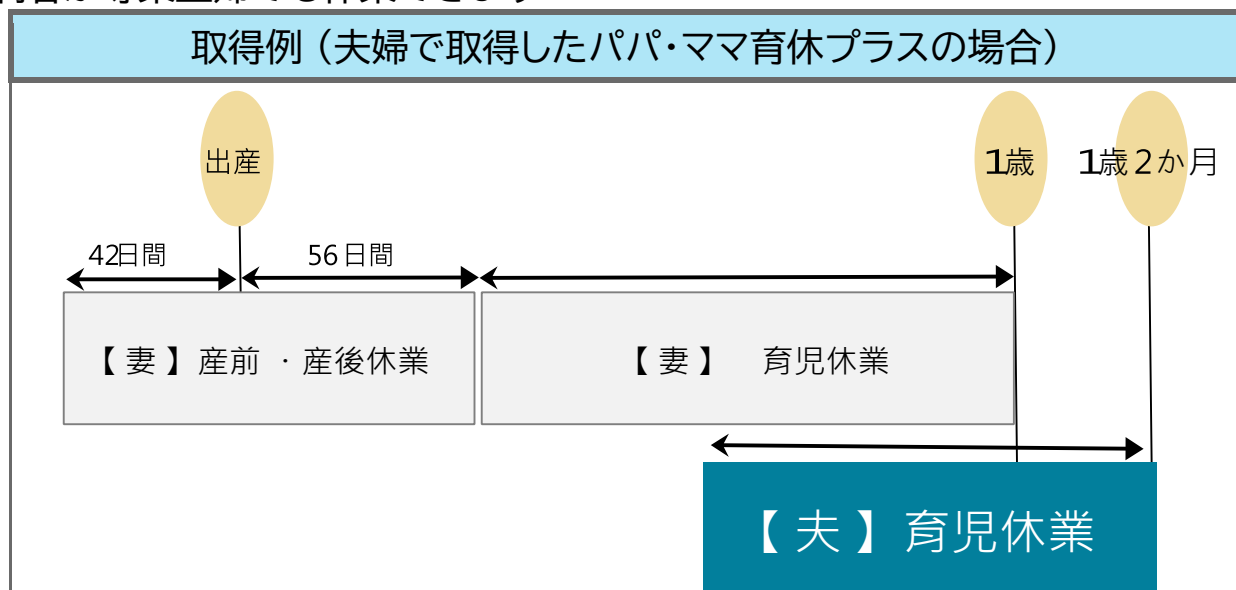 取得例（夫婦で取得したパパ・ママ育休プラスの場合）
出産
1歳
1歳2か月
42日間
56日間
【妻】産前・産後休業
【妻】 育児休業
【夫】育児休業